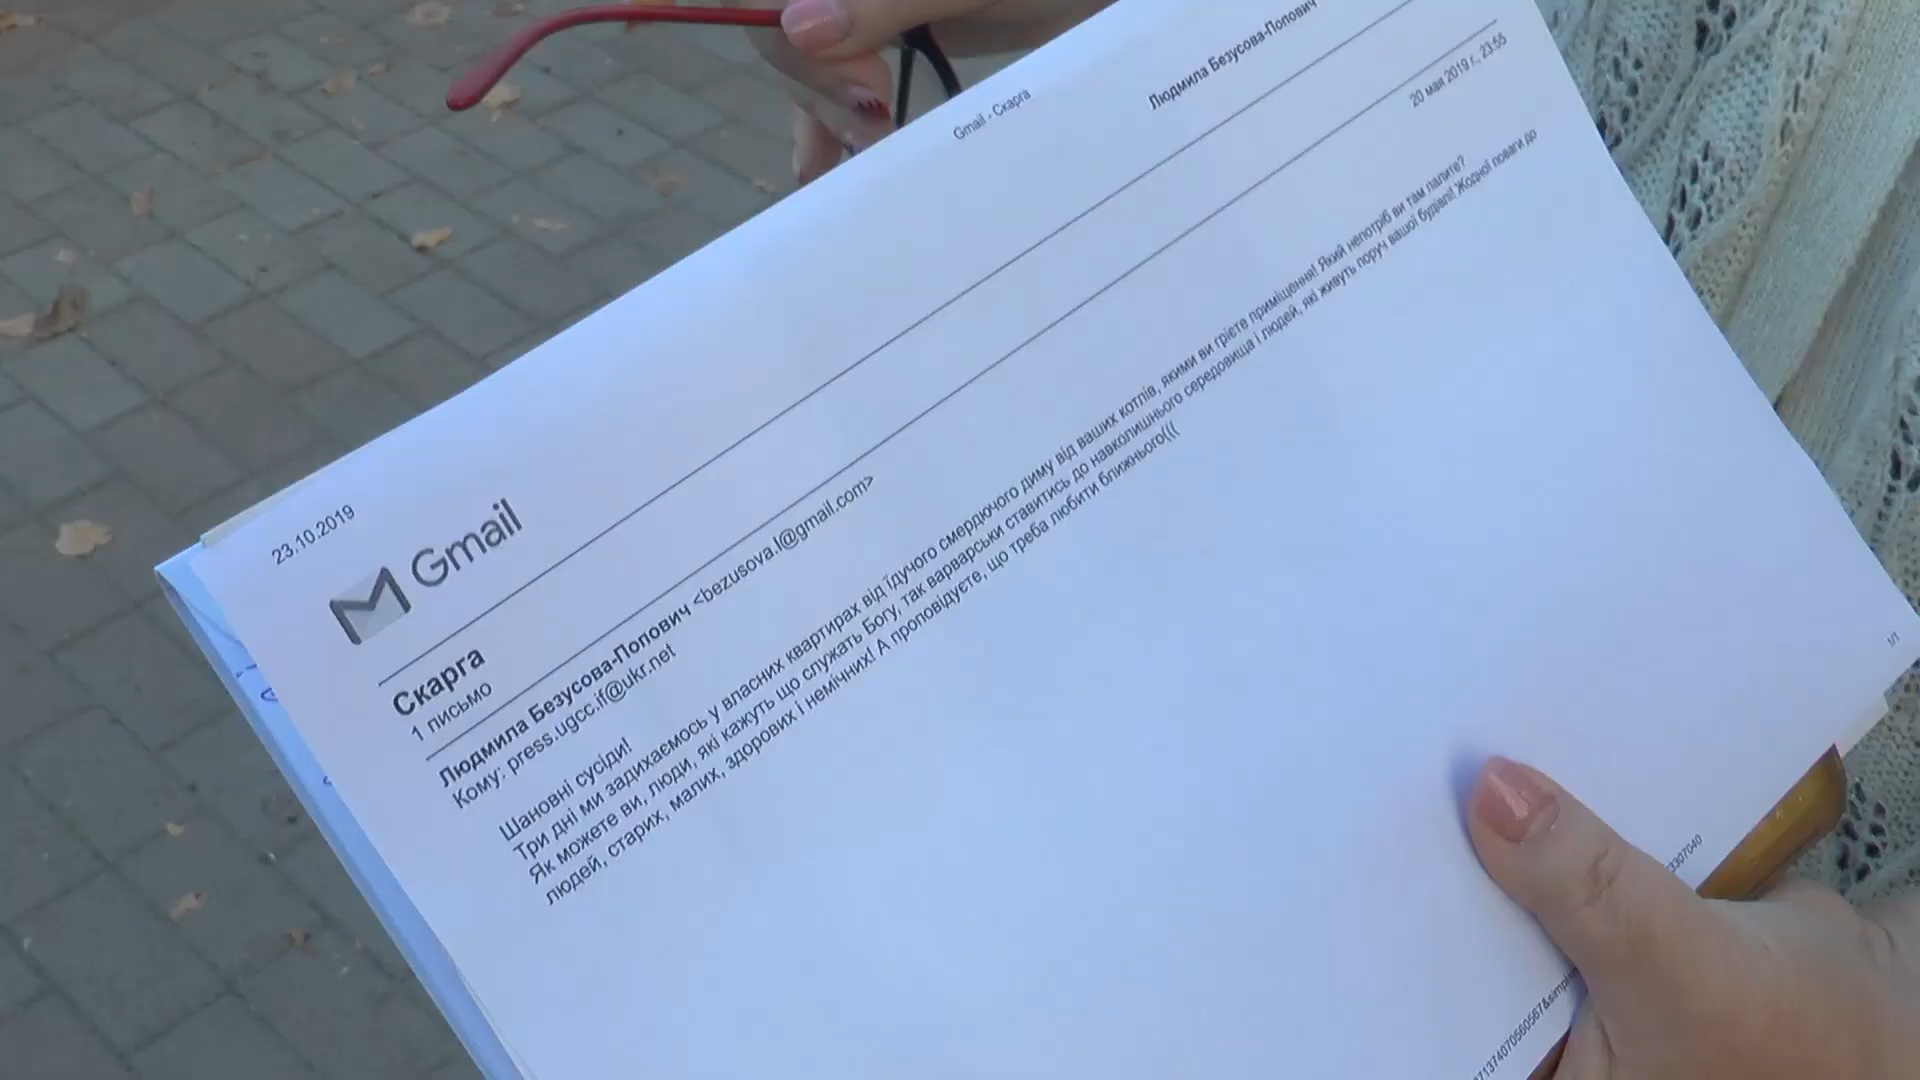 23.10.2019
Gmail - Скарга
Gmail
Людмила Безусова-Попович
Скарга
1 письмо
Людмила Безусова-Попович <bezusova.l@gmail.com>
20 мая 2019 г., 23:55
Кому: press.ugcc.if@ukr.net
Шановні сусіди!
Три дні ми задихаємось у власних квартирах від їдучого смердючого диму від ваших котлів, якими ви грієте приміщення! Який непотріб ви там палите?
Як можете ви, люди, які кажуть що служать Богу, так варварськи ставитись до навколишнього середовища і людей, які живуть поруч вашої будівлі! Жодної поваги до
людей, старих, малих, здорових і немічних! А проповідуєте, що треба любити ближнього(((
1/1